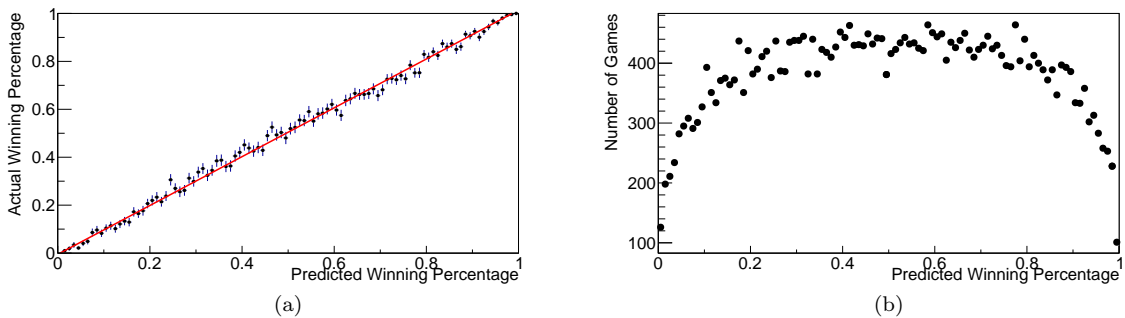 Actual Winning Percentage
1
0.8
0.6
0.4
0.2
0
0 0.2 0.4 0.6 0.8 1
Predicted Winning Percentage
(a)
Number of Games
400
300
200
100
0 0.2 0.4 0.6 0.8 1
Predicted Winning Percentage
(b)